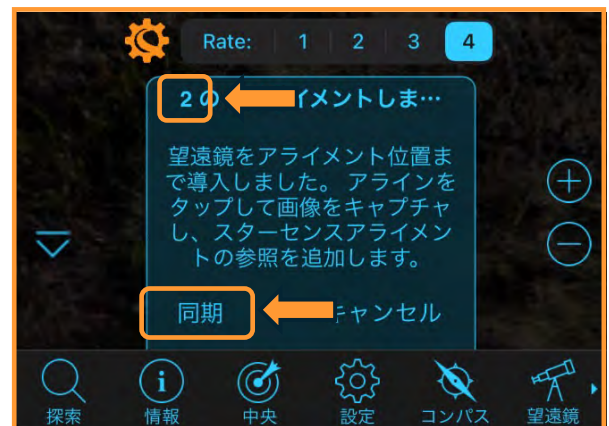 Rate: 1 2 3 4
2 の イメントしま…
望遠鏡をアライメント位置ま
で導入しました。 アラインを
タップして画像をキャプチャ
し、スターセンスアライメン
トの参照を追加します。
同期 キャンセル
探索 情報 中央 設定 コンパス 望遠鏡